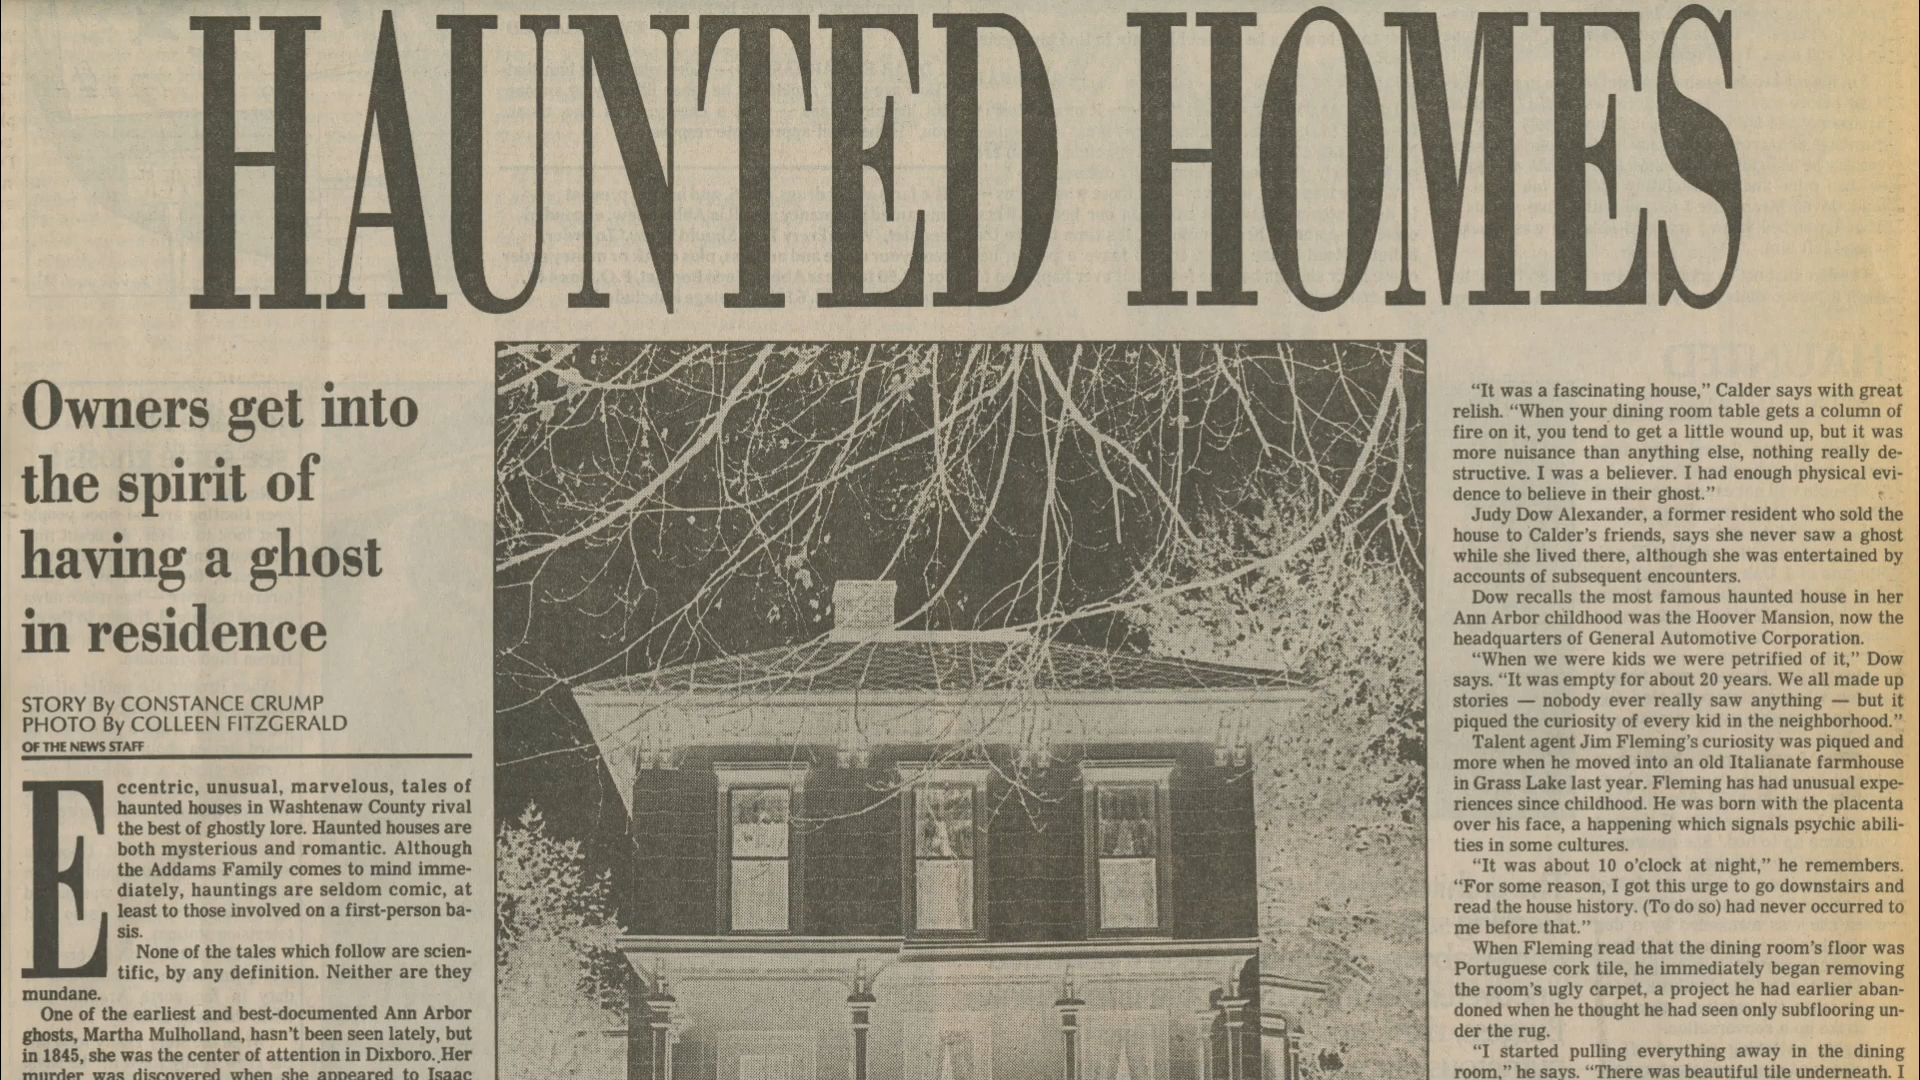 HAUNTED HOMES
Owners get into
the spirit of
having a ghost
in residence
STORY By CONSTANCE CRUMP
PHOTO By COLLEEN FITZGERALD
OF THE NEWS STAFF
Eccentric, unusual, marvelous, tales of
haunted houses in Washtenaw County rival
the best of ghostly lore. Haunted houses are
both mysterious and romantic. Although
the Addams Family comes to mind imme-
diately, hauntings are seldom comic, at
least to those involved on a first-person ba-
sis.
None of the tales which follow are scien-
tific, by any definition. Neither are they
mundane.
One of the earliest and best-documented Ann Arbor
ghosts, Martha Mulholland, hasn't been seen lately, but
in 1845, she was the center of attention in Dixboro. Her
murder was discovered when she appeared to Isaac
"It was a fascinating house," Calder says with great
relish. "When your dining room table gets a column of
fire on it, you tend to get a little wound up, but it was
more nuisance than anything else, nothing really de-
structive. I was a believer. I had enough physical evi-
dence to believe in their ghost."
Judy Dow Alexander, a former resident who sold the
house to Calder's friends, says she never saw a ghost
while she lived there, although she was entertained by
accounts of subsequent encounters.
Dow recalls the most famous haunted house in her
Ann Arbor childhood was the Hoover Mansion, now the
headquarters of General Automotive Corporation.
"When we were kids we were petrified of it," Dow
says. "It was empty for about 20 years. We all made up
stories — nobody ever really saw anything — but it
piqued the curiosity of every kid in the neighborhood."
Talent agent Jim Fleming's curiosity was piqued and
more when he moved into an old Italianate farmhouse
in Grass Lake last year. Fleming has had unusual expe-
riences since childhood. He was born with the placenta
over his face, a happening which signals psychic abili-
ties in some cultures.
"It was about 10 o'clock at night," he remembers.
"For some reason, I got this urge to go downstairs and
read the house history. (To do so) had never occurred to
me before that."
When Fleming read that the dining room's floor was
Portuguese cork tile, he immediately began removing
the room's ugly carpet, a project he had earlier aban-
doned when he thought he had seen only subflooring un-
der the rug.
"I started pulling everything away in the dining
room," he says. "There was beautiful tile underneath. I